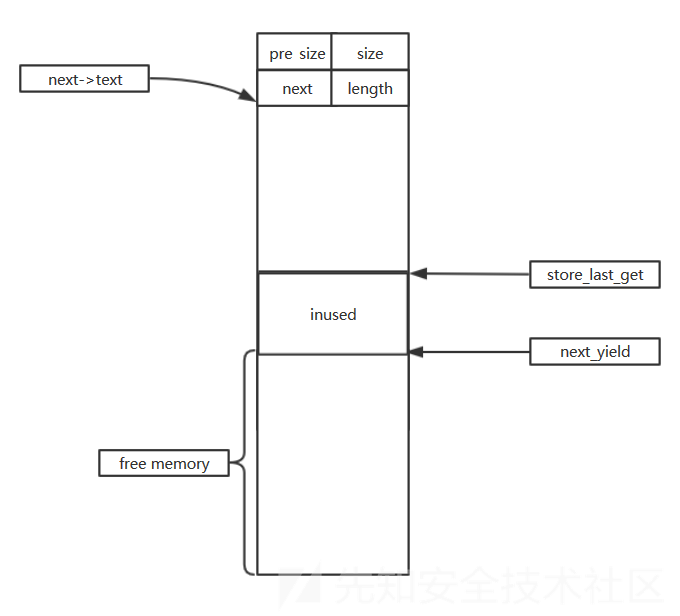 pre size
size
next->text
next
length
store_last_get
inused
next_yield
free memory
先知安全技术社区